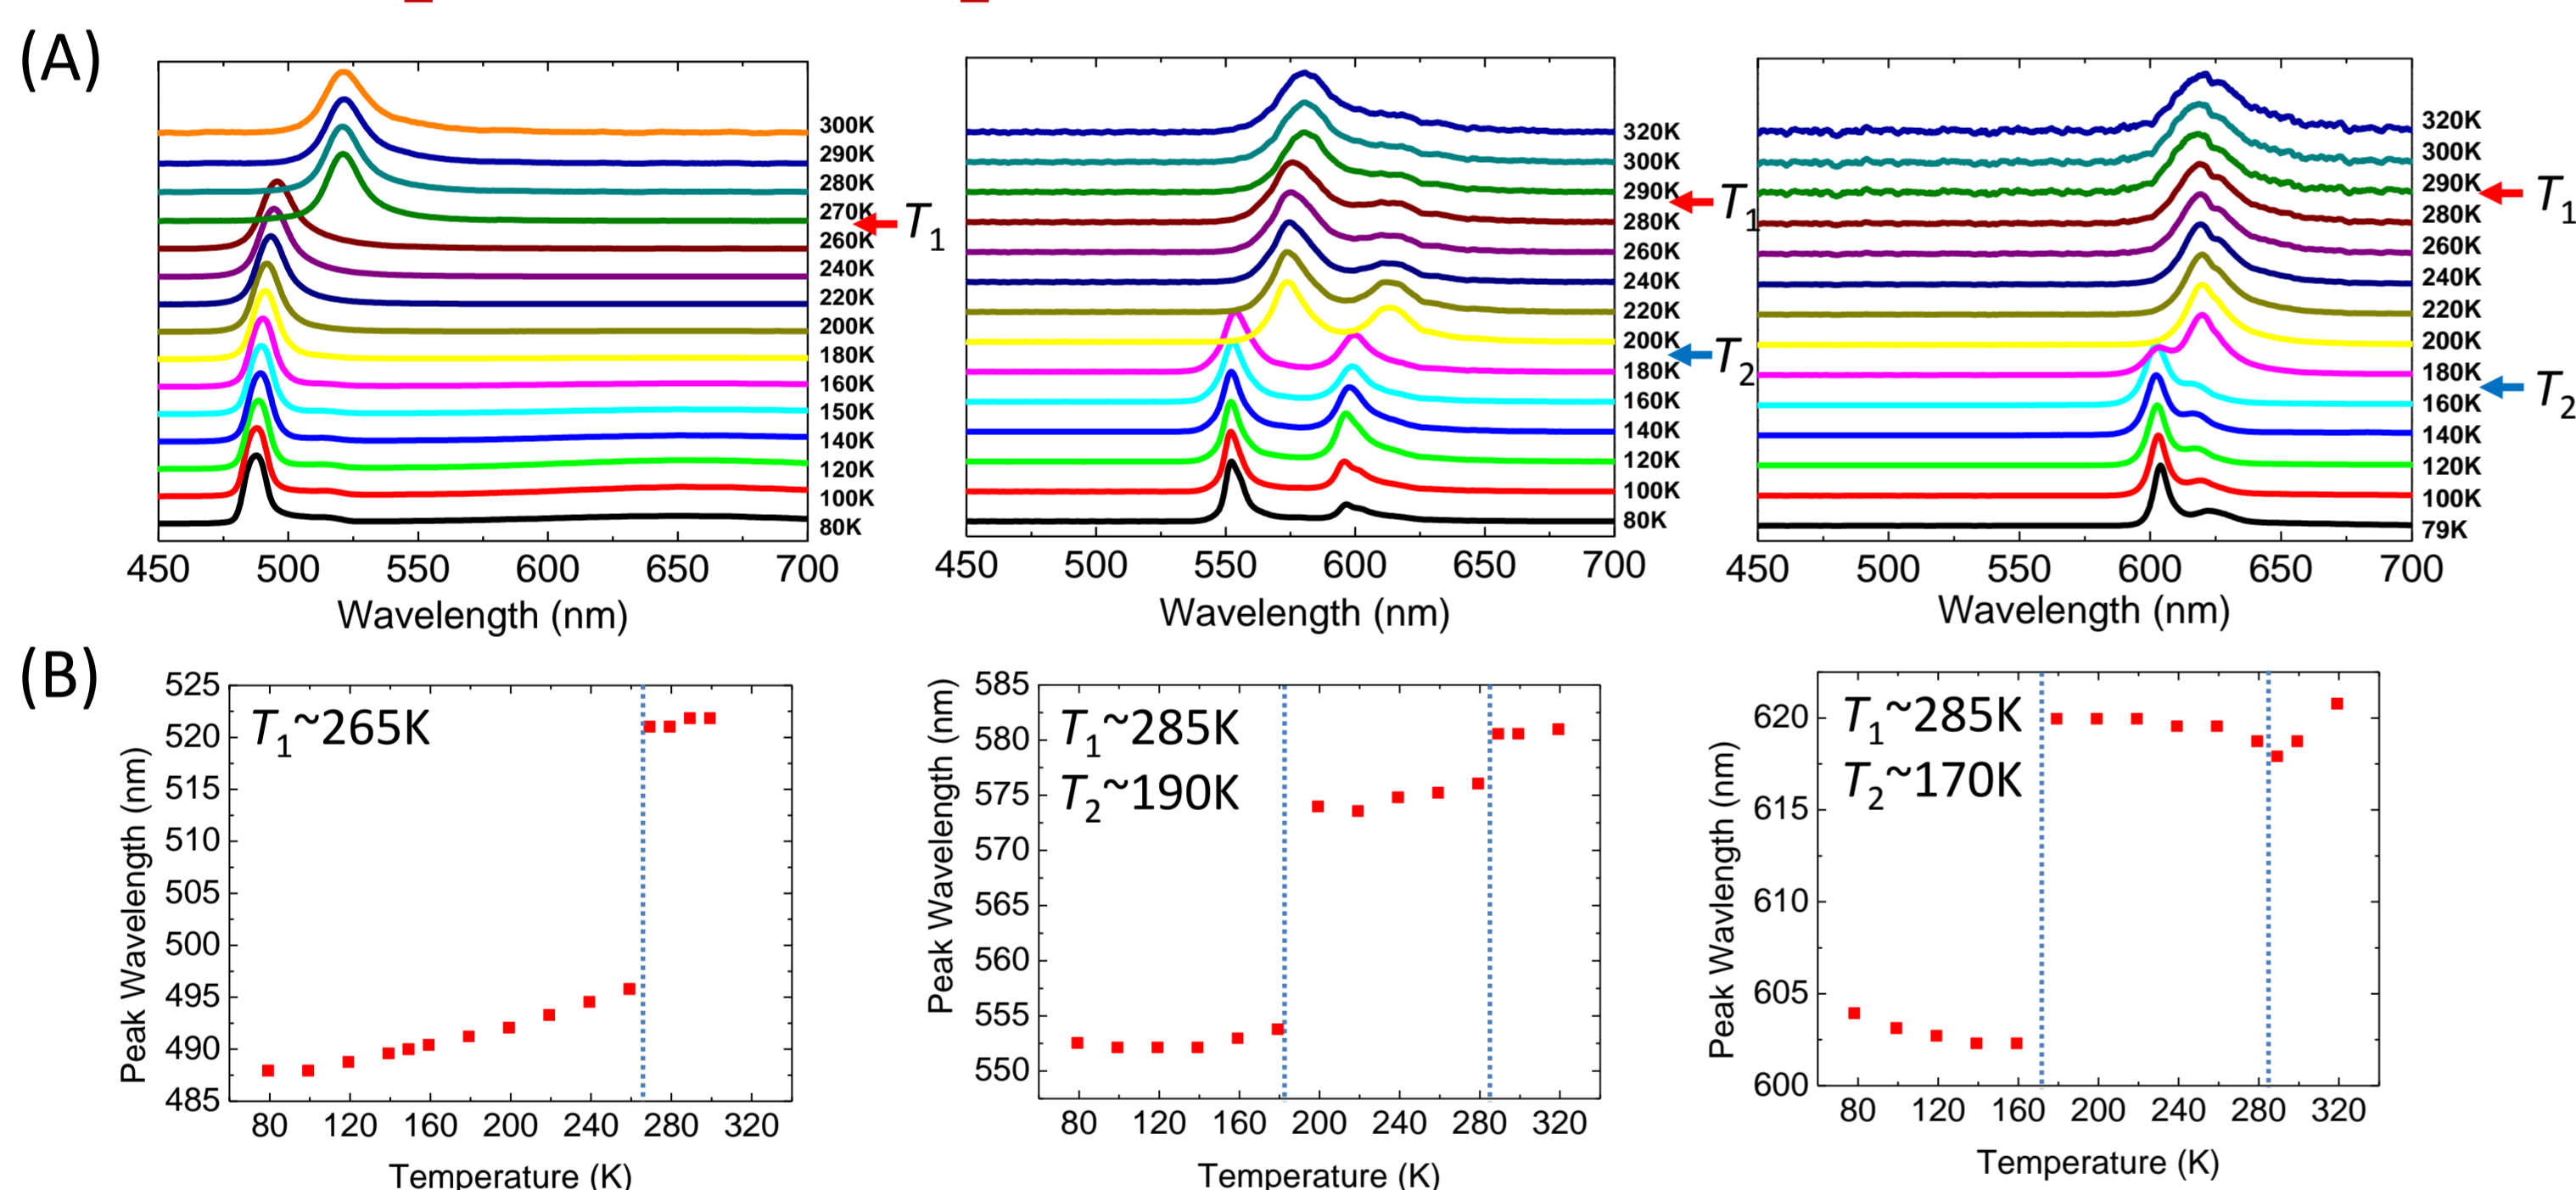 (A)
300K
290K
280K
270K
260K
240K
220K
200K
180K
160K
150K
140K
120K
100K
80K
T1
450 500 550 600 650 700
Wavelength (nm)
320K
300K
290K
280K
260K
240K
220K
200K
180K
160K
140K
120K
100K
80K
T1
T2
450 500 550 600 650 700
Wavelength (nm)
320K
300K
290K
280K
260K
240K
220K
200K
180K
160K
140K
120K
100K
79K
T1
T2
450 500 550 600 650 700
Wavelength (nm)
(B)
Peak Wavelength (nm)
525
520
515
510
505
500
495
490
485
T1~265K
80 120 160 200 240 280 320
Temperature (K)
Peak Wavelength (nm)
585
580
575
570
565
560
555
550
T1~285K
T2~190K
80 120 160 200 240 280 320
Temperature (K)
Peak Wavlength (nm)
620
615
610
605
600
T1~285K
T2~170K
80 120 160 200 240 280 320
Temperature (K)